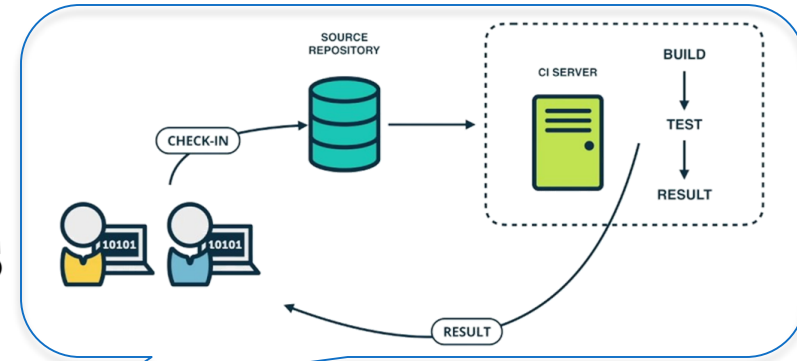 SOURCE
REPOSITORY
CI SERVER
BUILD
CHECK-IN
TEST
RESULT
10101
10101
RESULT